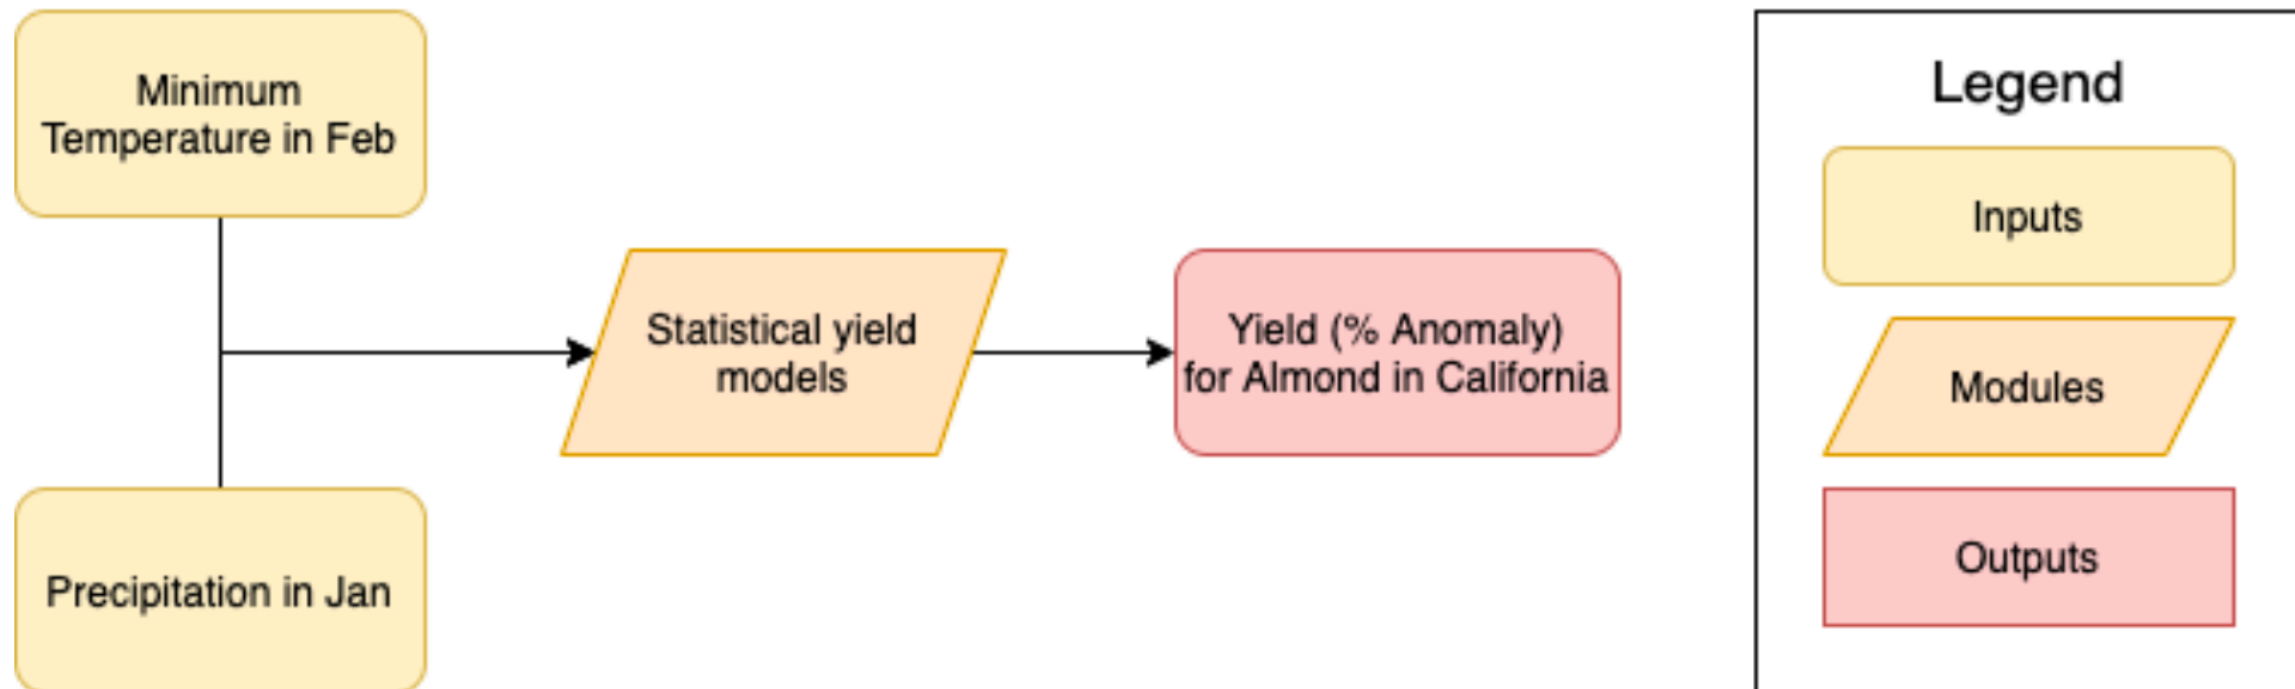 Minimum
Temperature in Feb
Statistical yield
models
Yield (% Anomaly)
for Almond in California
Precipitation in Jan
Legend
Inputs
Modules
Outputs